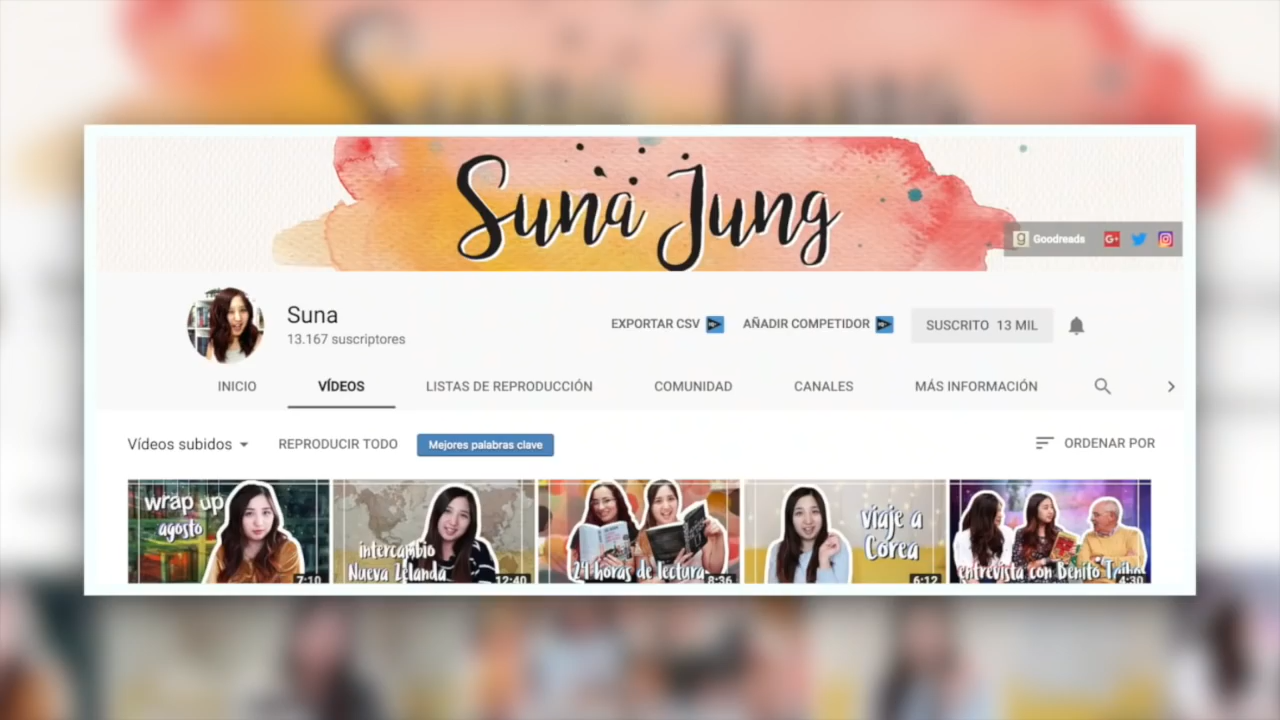 Suna Jung
Goodreads
Suna
13.167 suscriptores
EXPORTAR CSV
AÑADIR COMPETIDOR
SUSCRITO 13 MIL
INICIO
VÍDEOS
LISTAS DE REPRODUCCIÓN
COMUNIDAD
CANALES
MÁS INFORMACIÓN
Vídeos subidos
REPRODUCIR TODO
Mejores palabras clave
ORDENAR POR
wrap up
agosto
7:10
intercambio
Nueva Zelanda
12:40
24 horas de lectura
8:36
viaje a
Corea
6:12
entrevista con Benito
4:30